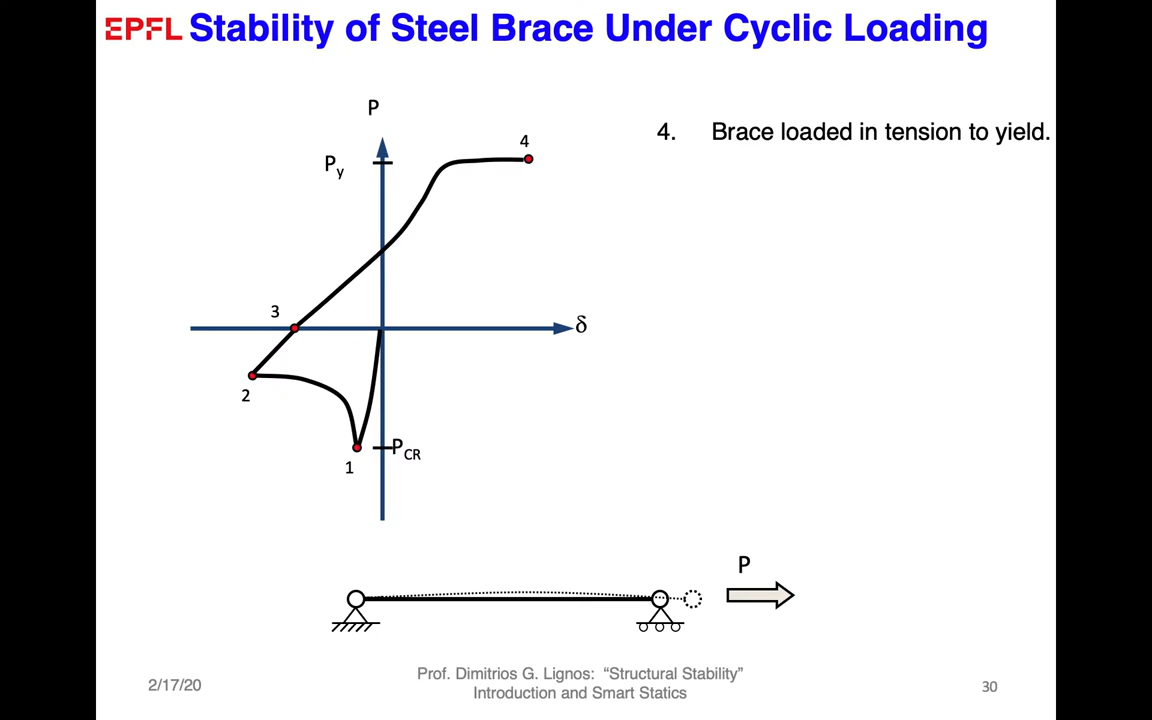 EPFL Stability of Steel Brace Under Cyclic Loading
P
4. Brace loaded in tension to yield.
4
Py
3
δ
2
PCR
1
P
Prof. Dimitrios G. Lignos: “Structural Stability”
2/17/20
Introduction and Smart Statics
30